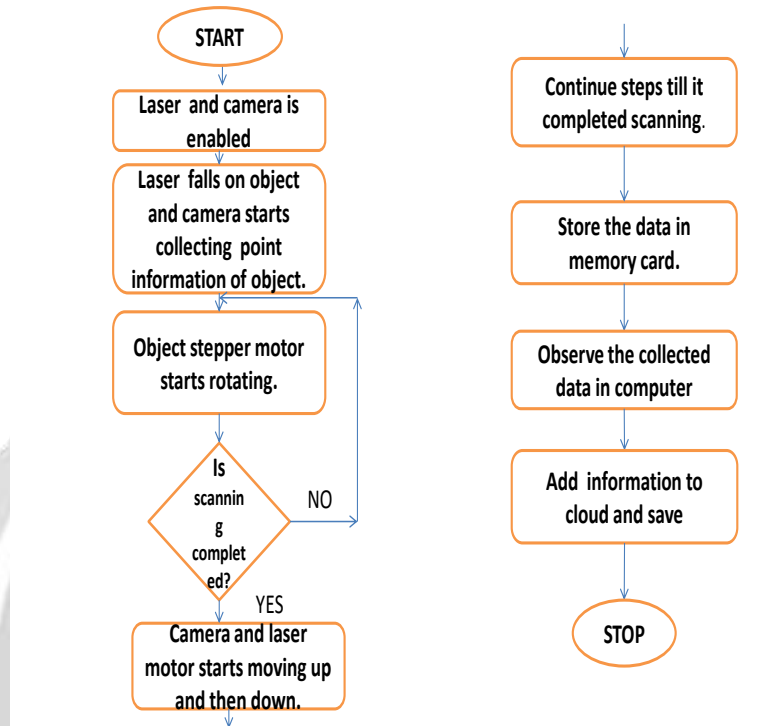 START
Laser and camera is
enabled
Laser falls on object
and camera starts
collecting point
information of object.
Object stepper motor
starts rotating.
Is
scannin
g
complet
ed?
NO
YES
Camera and laser
motor starts moving up
and then down.
Continue steps till it
completed scanning.
Store the data in
memory card.
Observe the collected
data in computer
Add information to
cloud and save
STOP